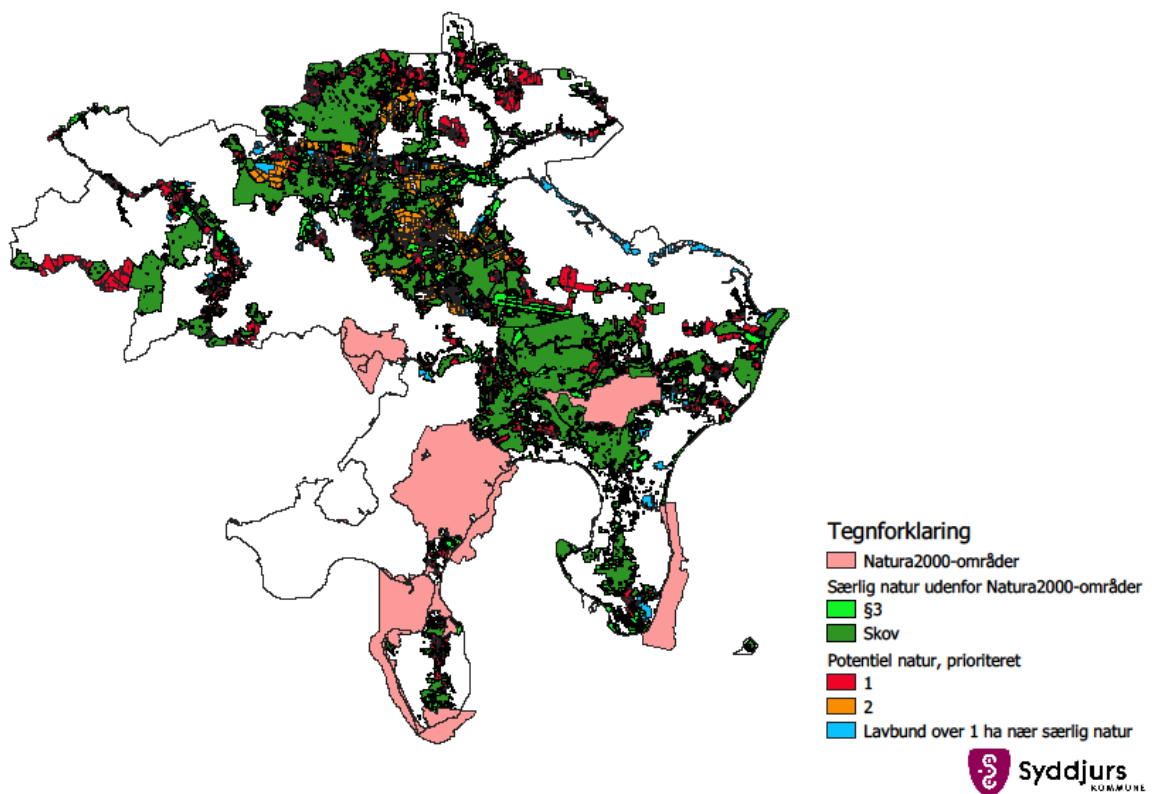 Tegnforklaring
Natura2000-områder
Særlig natur udenfor Natura2000-områder
§3
Skov
Potentiel natur, prioriteret
1
2
Lavbund over 1 ha nær særlig natur
Syddjurs
KOMMUNE